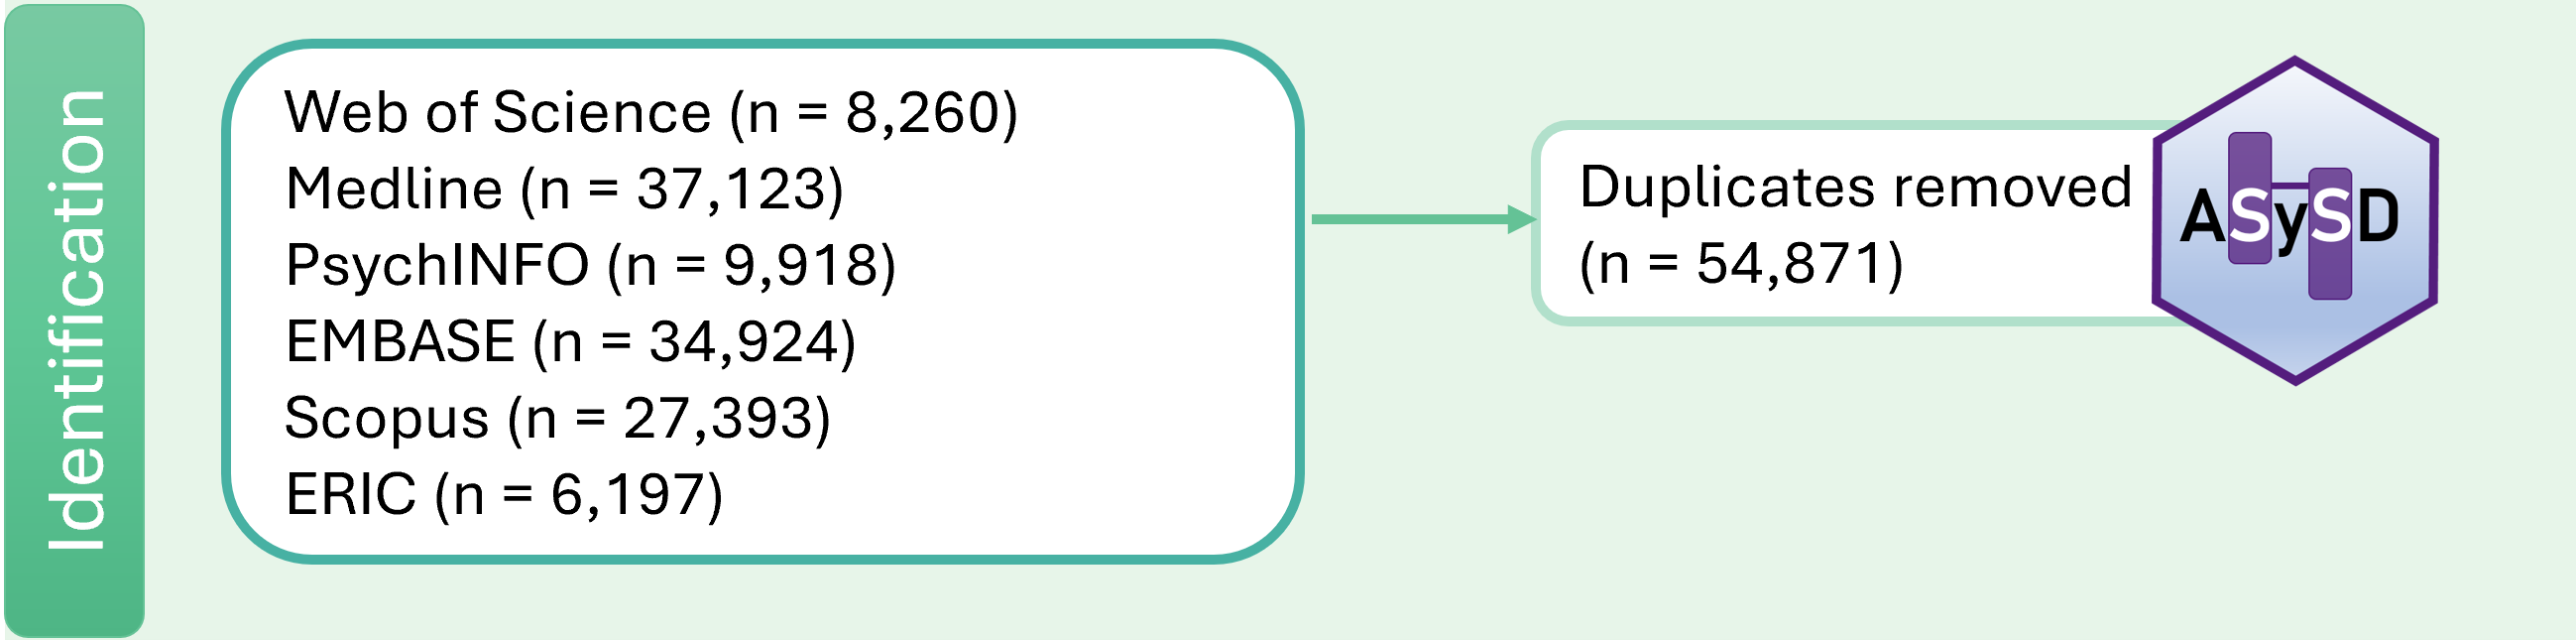 Identification
Web of Science (n = 8,260)
Medline (n = 37,123)
PsychINFO (n = 9,918)
EMBASE (n = 34,924)
Scopus (n = 27,393)
ERIC (n = 6,197)
Duplicates removed
(n = 54,871)
ASySD